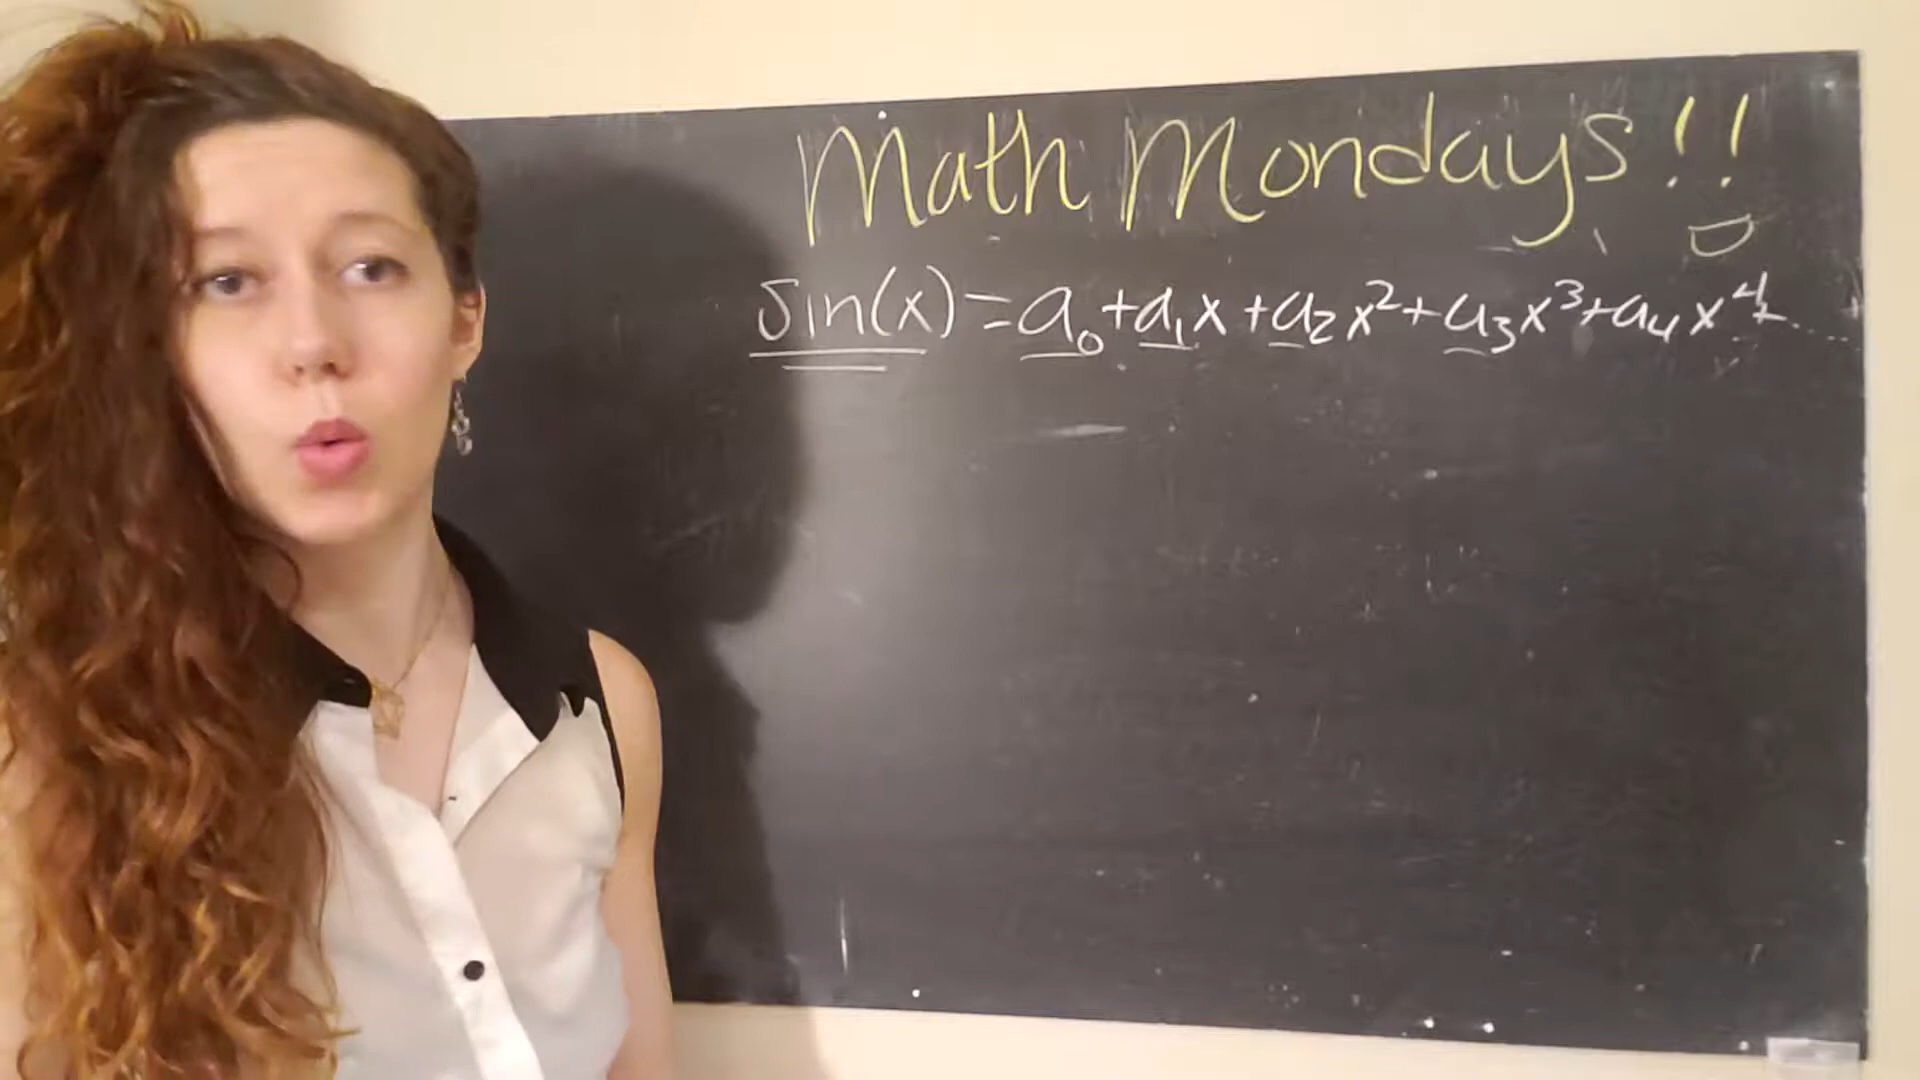 Math Mondays!!
sin(x)=a₀+a₁x+a₂x²+a₃x³+a₄x⁴+.....